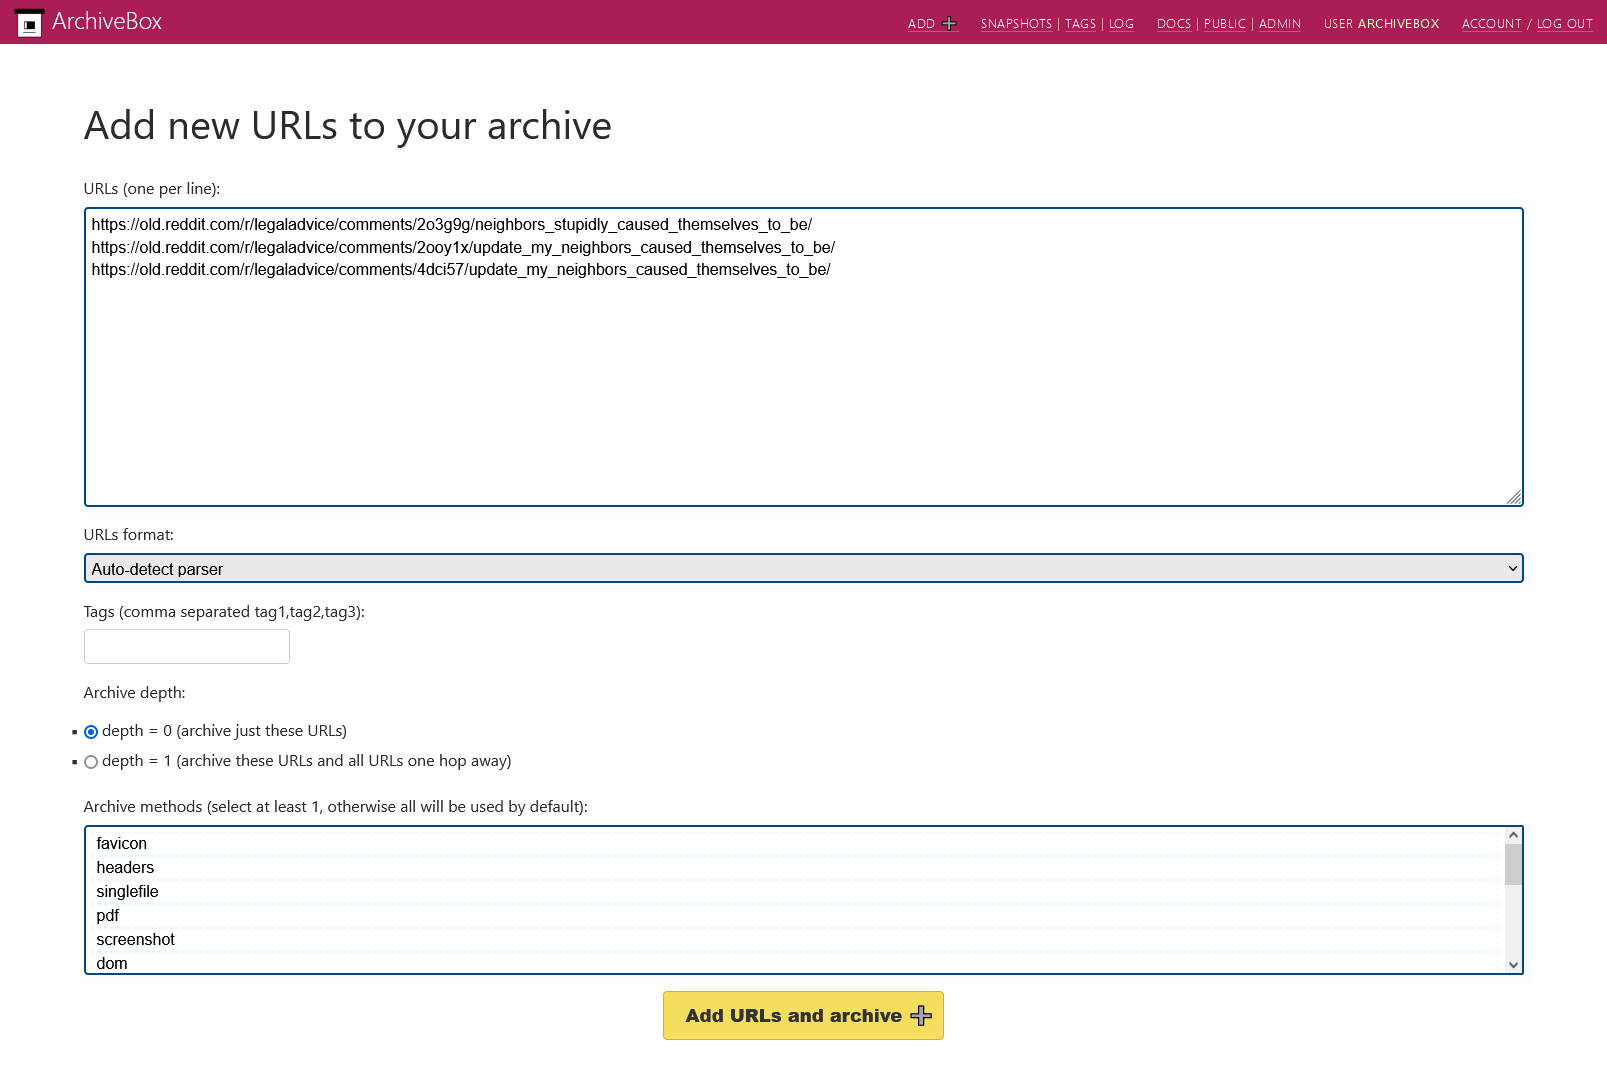 ArchiveBox
ADD ➕ SNAPSHOTS | TAGS | LOG DOCS | PUBLIC | ADMIN USER ARCHIVEBOX ACCOUNT / LOG OUT
Add new URLs to your archive
URLs (one per line):
https://old.reddit.com/r/legaladvice/comments/2o3g9g/neighbors_stupidly_caused_themselves_to_be/
https://old.reddit.com/r/legaladvice/comments/2ooy1x/update_my_neighbors_caused_themselves_to_be/
https://old.reddit.com/r/legaladvice/comments/4dci57/update_my_neighbors_caused_themselves_to_be/
URLs format:
Auto-detect parser
Tags (comma separated tag1,tag2,tag3):
Archive depth:
depth = 0 (archive just these URLs)
depth = 1 (archive these URLs and all URLs one hop away)
Archive methods (select at least 1, otherwise all will be used by default):
favicon
headers
singlefile
pdf
screenshot
dom
Add URLs and archive ➕